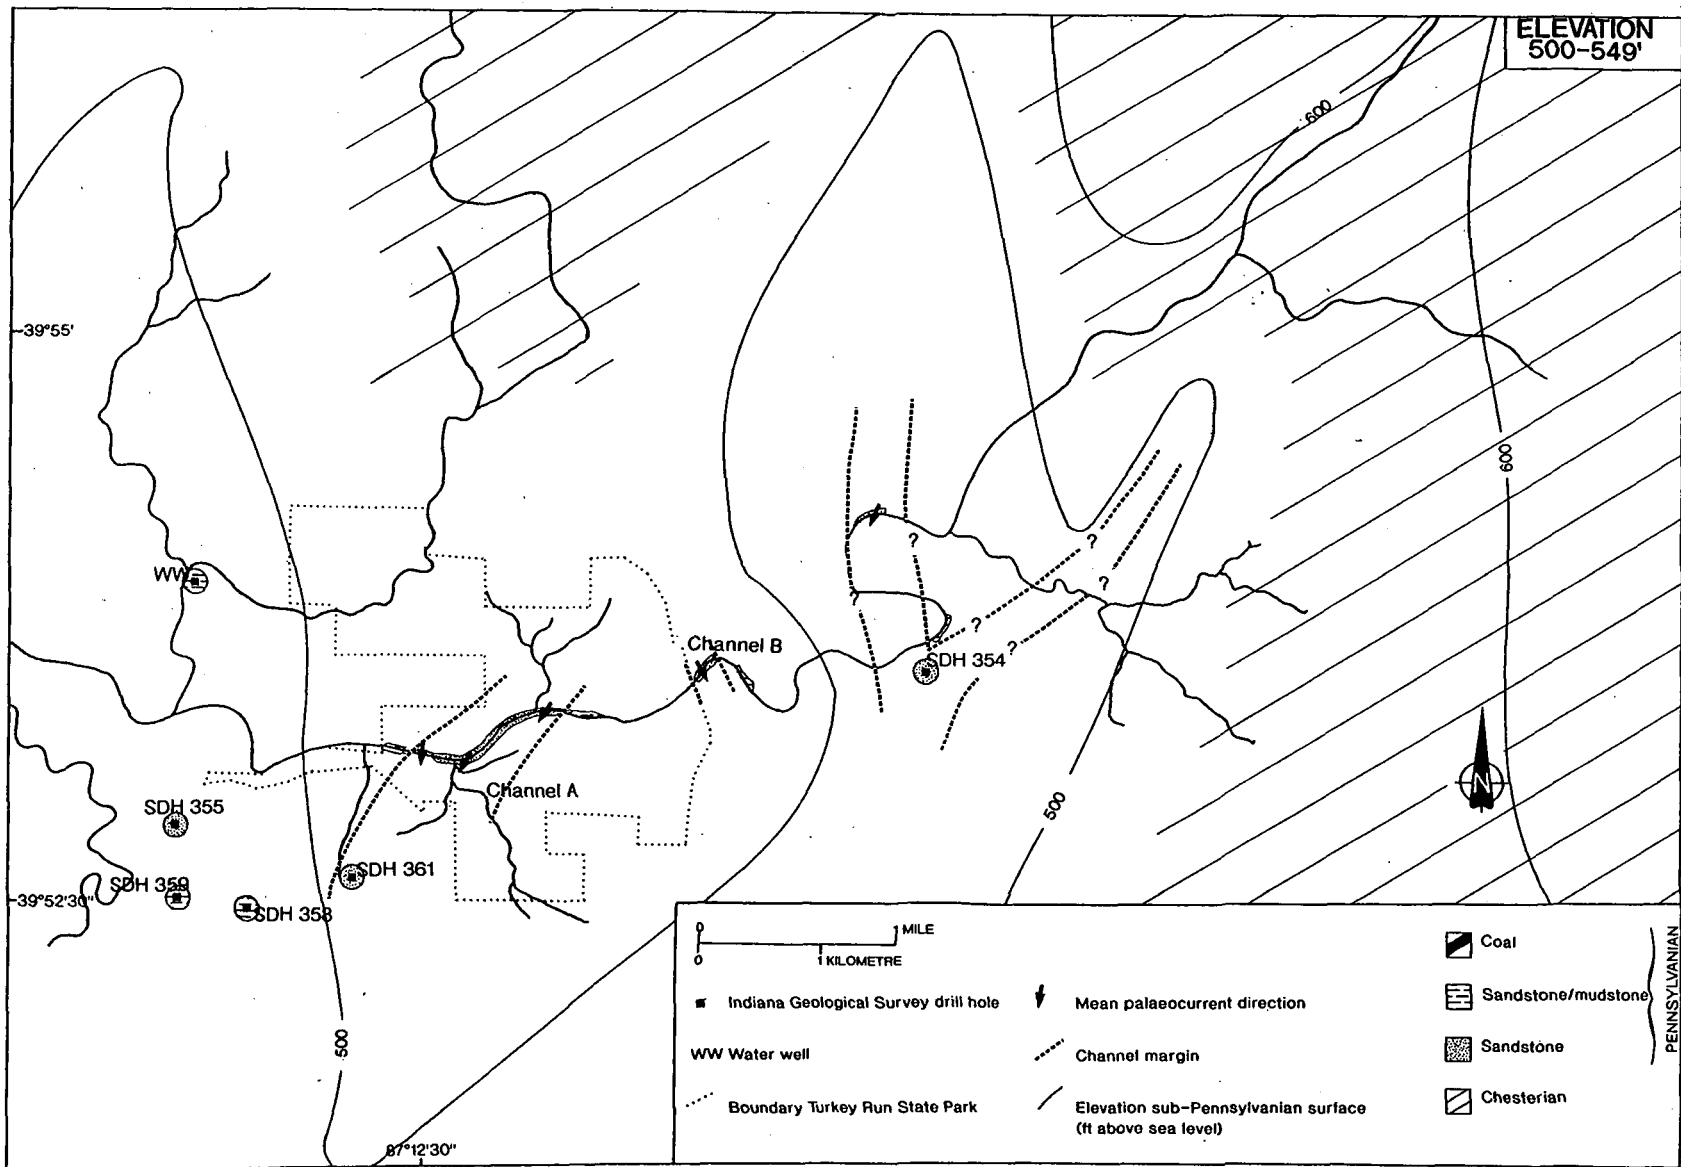 ELEVATION
500-549'
600
39°55'
600
WW
?
?
?
?
?
?
Channel B
SDH 354
Channel A
SDH 355
500
SDH 361
SDH 359
39°52'30"
SDH 358
500
87°12'30"
0 1 MILE
0 1 KILOMETRE
Indiana Geological Survey drill hole
WW Water well
Boundary Turkey Run State Park
Mean palaeocurrent direction
Channel margin
Elevation sub-Pennsylvanian surface
(ft above sea level)
Coal
Sandstone/mudstone
Sandstone
Chesterian
PENNSYLVANIAN
N